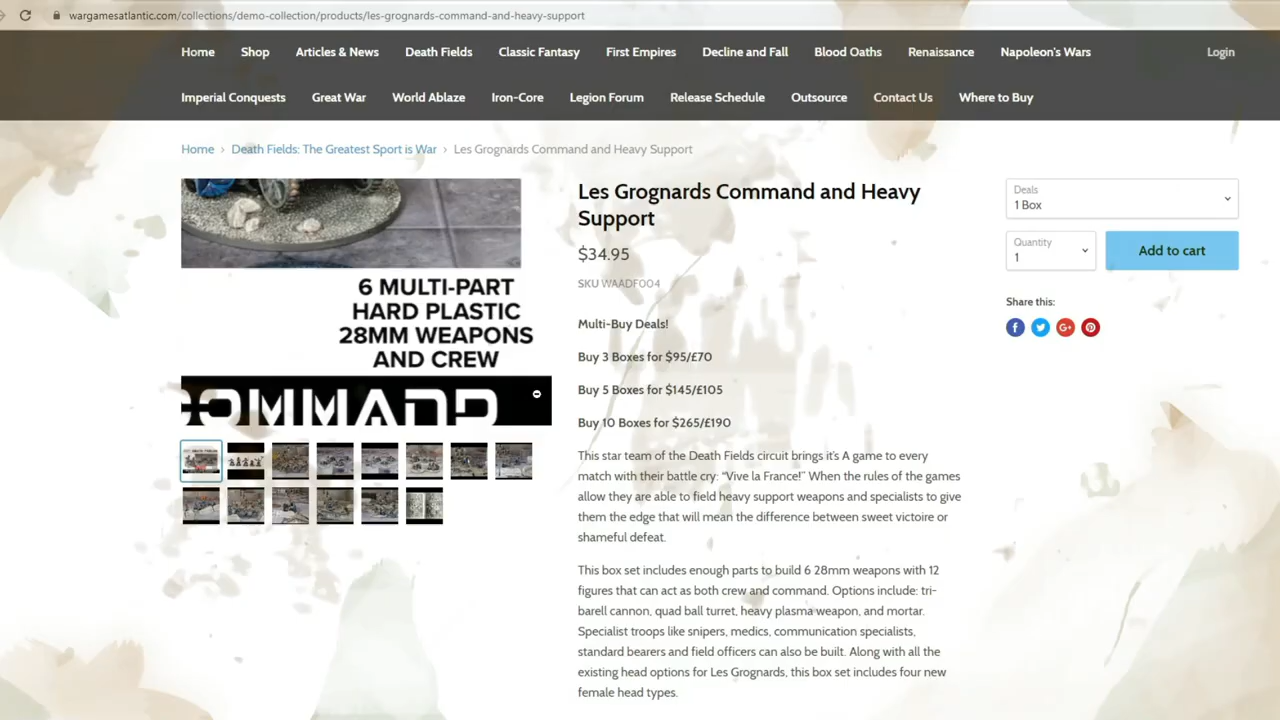 wargamesatlantic.com/collections/demo-collection/products/les-grognards-command-and-heavy-support
Home Shop Articles & News Death Fields Classic Fantasy First Empires Decline and Fall Blood Oaths Renaissance Napoleon's Wars Login
Imperial Conquests Great War World Ablaze Iron-Core Legion Forum Release Schedule Outsource Contact Us Where to Buy
Home › Death Fields: The Greatest Sport is War › Les Grognards Command and Heavy Support
6 MULTI-PART
HARD PLASTIC
28MM WEAPONS
AND CREW
COMMAND
Les Grognards Command and Heavy
Support
$34.95
SKU WAADF004
Multi-Buy Deals!
Buy 3 Boxes for $95/£70
Buy 5 Boxes for $145/£105
Buy 10 Boxes for $265/£190
This star team of the Death Fields circuit brings it's A game to every
match with their battle cry: "Vive la France!" When the rules of the games
allow they are able to field heavy support weapons and specialists to give
them the edge that will mean the difference between sweet victoire or
shameful defeat.
This box set includes enough parts to build 6 28mm weapons with 12
figures that can act as both crew and command. Options include: tri-
barell cannon, quad ball turret, heavy plasma weapon, and mortar.
Specialist troops like snipers, medics, communication specialists,
standard bearers and field officers can also be built. Along with all the
existing head options for Les Grognards, this box set includes four new
female head types.
Deals
1 Box
Quantity
1
Add to cart
Share this: